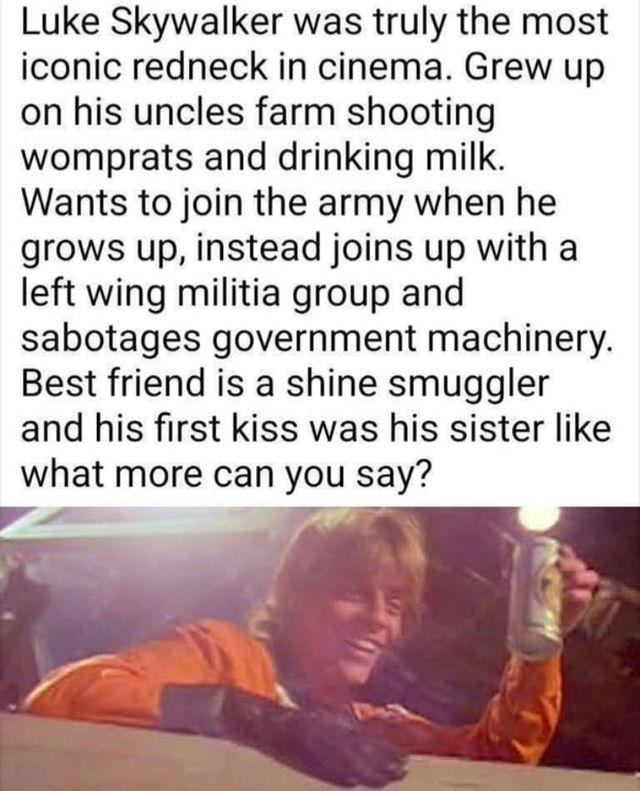 Luke Skywalker was truly the most
iconic redneck in cinema. Grew up
on his uncles farm shooting
womprats and drinking milk.
Wants to join the army when he
grows up, instead joins up with a
left wing militia group and
sabotages government machinery.
Best friend is a shine smuggler
and his first kiss was his sister like
what more can you say?